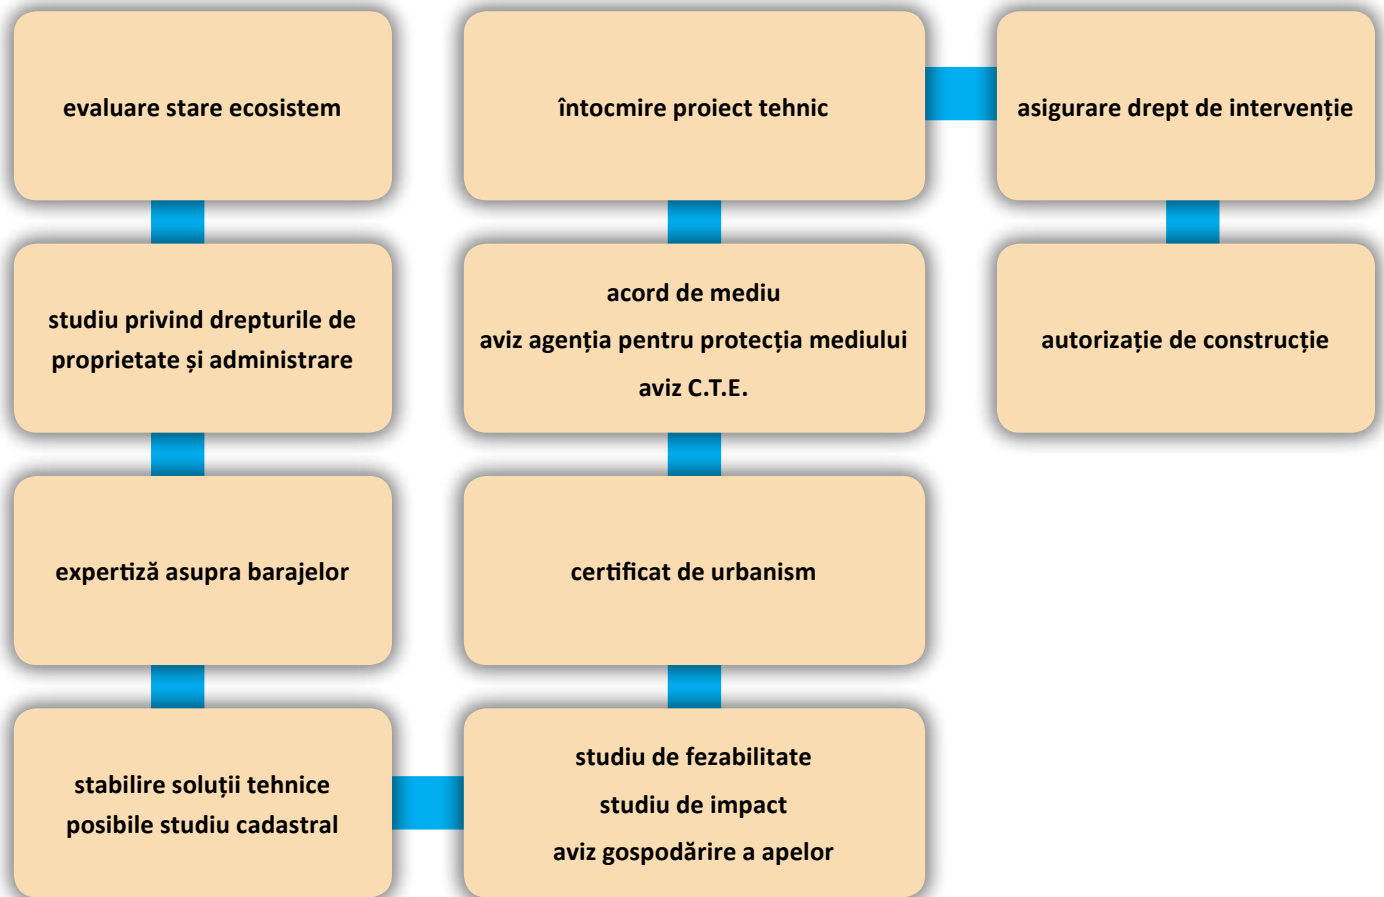 evaluare stare ecosistem
studiu privind drepturile de
proprietate și administrare
expertiză asupra barajelor
stabilire soluții tehnice
posibile studiu cadastral
studiu de fezabilitate
studiu de impact
aviz gospodărire a apelor
certificat de urbanism
acord de mediu
aviz agenția pentru protecția mediului
aviz C.T.E.
întocmire proiect tehnic
asigurare drept de intervenție
autorizație de construcție